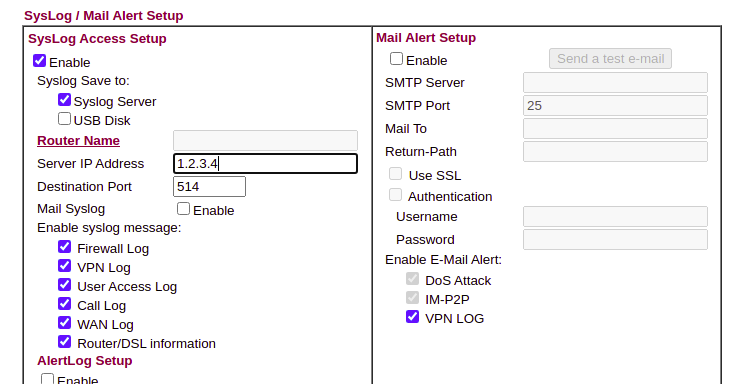 SysLog / Mail Alert Setup
SysLog Access Setup
Enable
Syslog Save to:
Syslog Server
USB Disk
Router Name
Server IP Address 1.2.3.4
Destination Port 514
Mail Syslog Enable
Enable syslog message:
Firewall Log
VPN Log
User Access Log
Call Log
WAN Log
Router/DSL information
AlertLog Setup
Enable
Mail Alert Setup
Enable Send a test e-mail
SMTP Server
SMTP Port 25
Mail To
Return-Path
Use SSL
Authentication
Username
Password
Enable E-Mail Alert:
DoS Attack
IM-P2P
VPN LOG